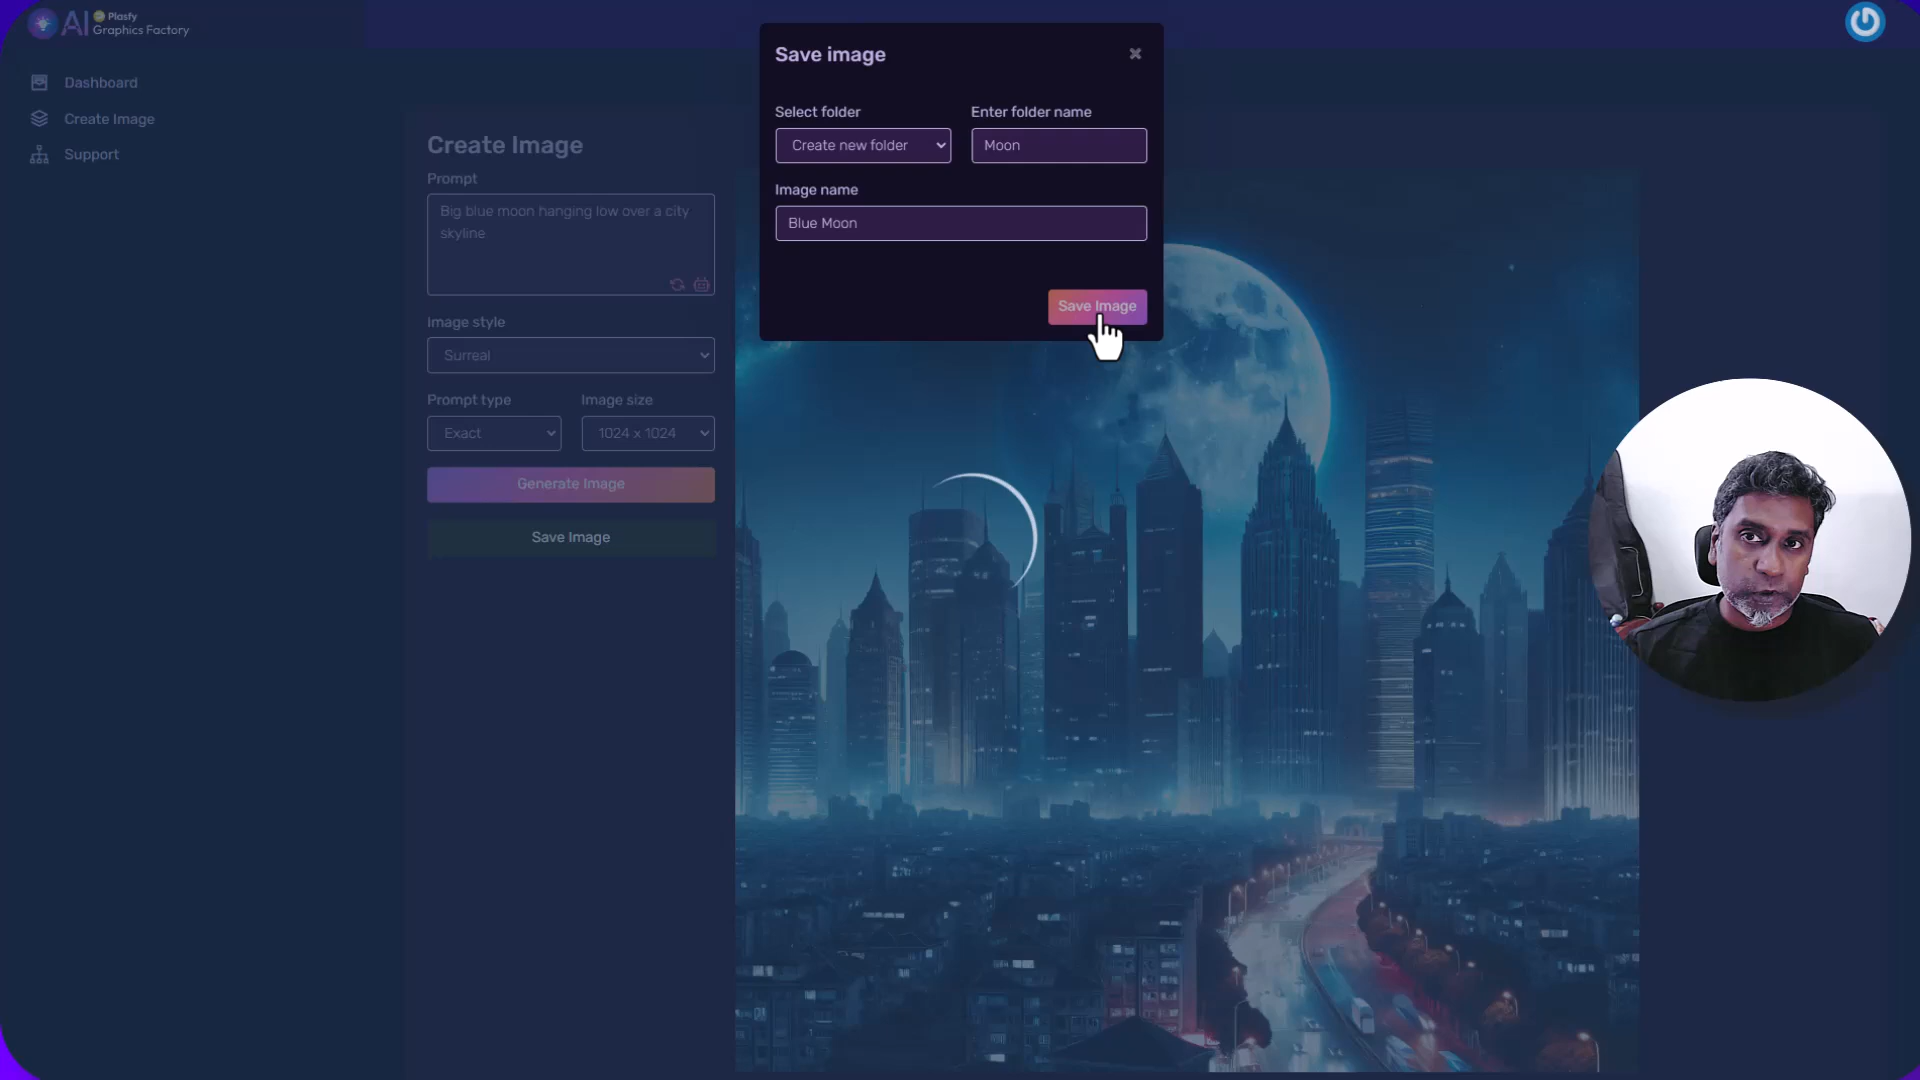 AI Plasfy
Graphics Factory
Dashboard
Create Image
Support
Create Image
Prompt
Big blue moon hanging low over a city
skyline
Image style
Surreal
Prompt type
Image size
Exact
1024 x 1024
Generate Image
Save Image
Save image
Select folder
Enter folder name
Create new folder
Moon
Image name
Blue Moon
Save Image